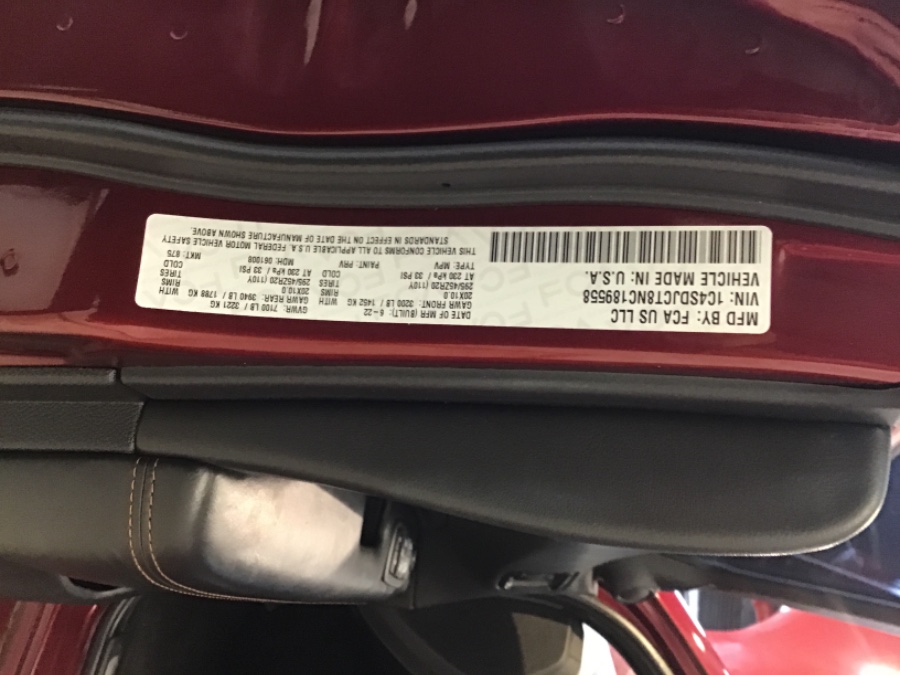 MFD BY: FCA US LLC
DATE OF MFR (BUILT): 6-22
GVWR: 7100 LB / 3221 KG
VIN: 1C4SDJCT8NC189558
GAWR FRONT: 3200 LB / 1452 KG WITH
GAWR REAR: 3940 LB 1788 KG WITH
VEHICLE MADE IN: U.S.A.
20X10.0 RIMS
20X10.0 RIMS
295/45ZR20 (110Y TIRES
295/45ZR20 (110Y TIRES
AT 230 kPa / 33 PSI COLD
AT 230 kPa / 33 PSI COLD
TYPE: MPV PAINT: PRV MDH: 061008 MKT: 875
THIS VEHICLE CONFORMS TO ALL APPLICABLE U.S.A. FEDERAL MOTOR VEHICLE SAFETY
STANDARDS IN EFFECT ON THE DATE OF MANUFACTURE SHOWN ABOVE.